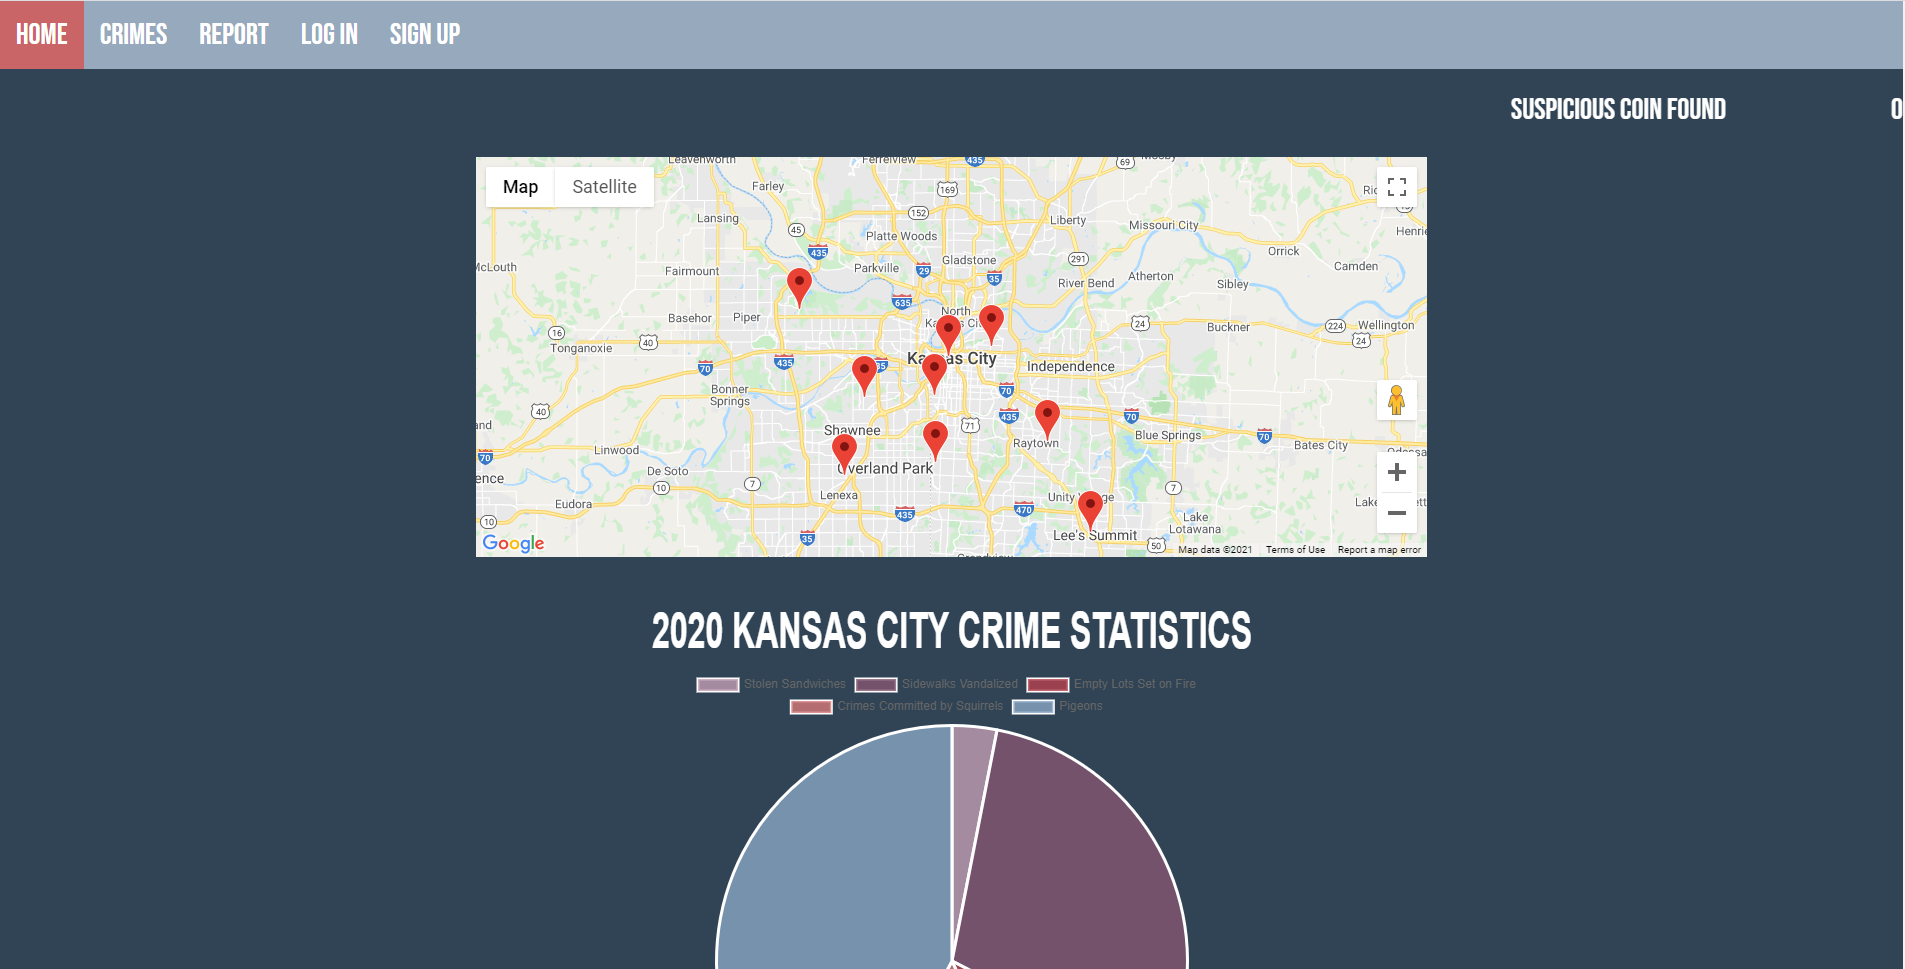 HOME CRIMES REPORT LOG IN SIGN UP
SUSPICIOUS COIN FOUND
Map Satellite
Leavenworth
Ferrelview
435
69
Mosby
Farley
169
Lansing
152
Liberty
Missouri City
Henrie
45
Platte Woods
435
Orrick
McLouth
Fairmount
Parkville
29
Gladstone
35
291
River Bend
Atherton
Sibley
Camden
635
Basehor
Piper
North
24
Buckner
224
Wellington
16
Tonganoxie
40
24
Kansas City
Independence
70
435
Bonner
Springs
70
40
435
71
70
Shawnee
Raytown
Blue Springs
70
Bates City
Linwood
70
Overland Park
De Soto
10
7
Lenexa
Unity Village
7
Eudora
435
470
Lake
Lotawana
10
35
Lee's Summit
50
Grandview
Google
Map data ©2021 Terms of Use Report a map error
2020 KANSAS CITY CRIME STATISTICS
Stolen Sandwiches Sidewalks Vandalized Empty Lots Set on Fire
Crimes Committed by Squirrels Pigeons